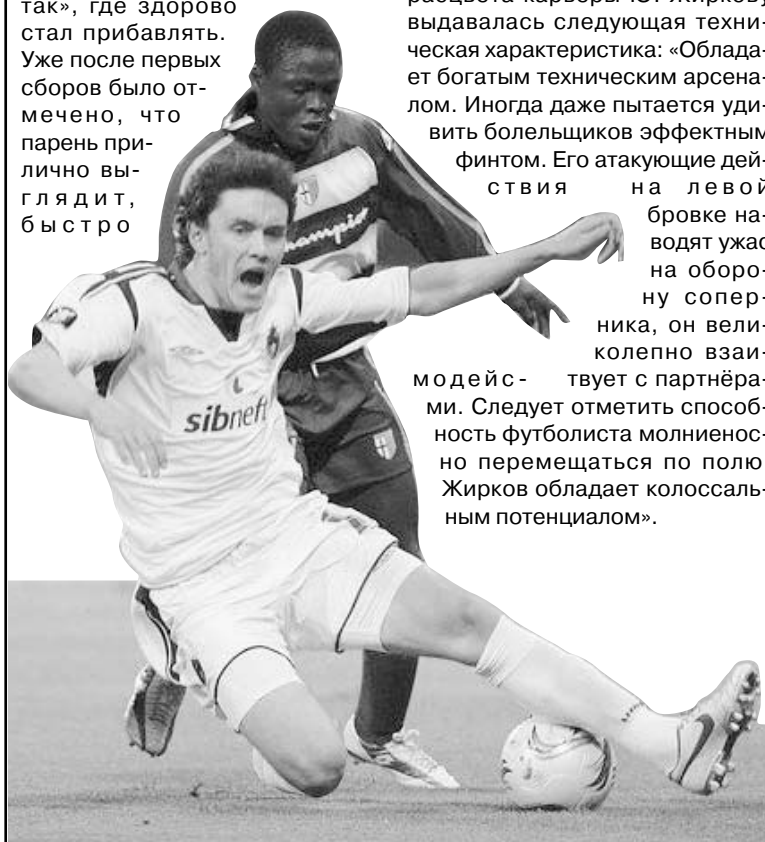 так», где здорово
стал прибавлять.
Уже после первых
сборов было от-
мечено, что
парень при-
лично вы-
глядит,
быстро
выдавалась следующая техни-
ческая характеристика: «Облада-
ет богатым техническим арсена-
лом. Иногда даже пытается уди-
вить болельщиков эффектным
финтом. Его атакующие дей-
ствия на левой
бровке на-
водят ужас
на оборо-
ну сопер-
ника, он вели-
колепно взаи-
модейс- твует с партнёра-
ми. Следует отметить способ-
ность футболиста молниенос-
но перемещаться по полю
Жирков обладает колоссаль-
ным потенциалом».
sibneft